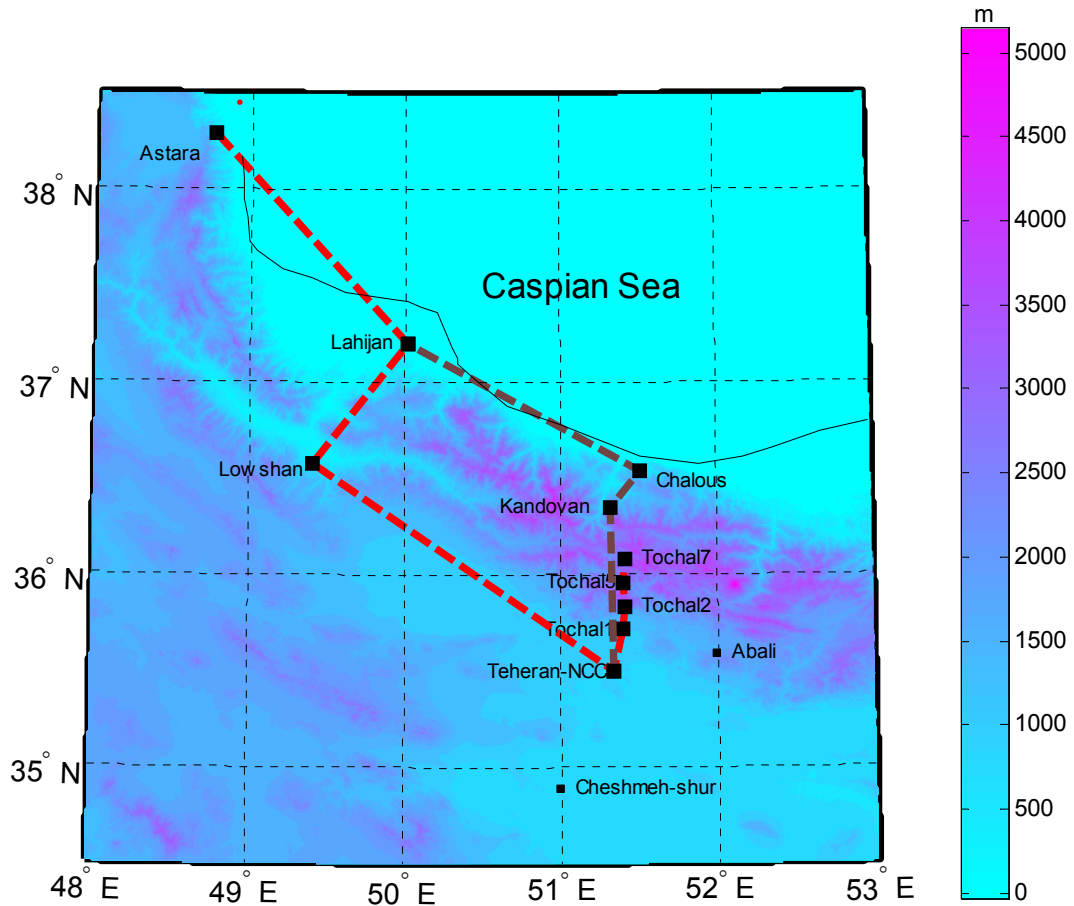 m
5000
4500
4000
3500
3000
2500
2000
1500
1000
500
0
Astara
38° N
Caspian Sea
Lahijan
37° N
Low shan
Chalous
Kandovan
Tochal7
36° N
Tochal5
Tochal2
Tochal1
Abali
Teheran-NCC
35° N
Cheshmeh-shur
48° E
49° E
50° E
51° E
52° E
53° E